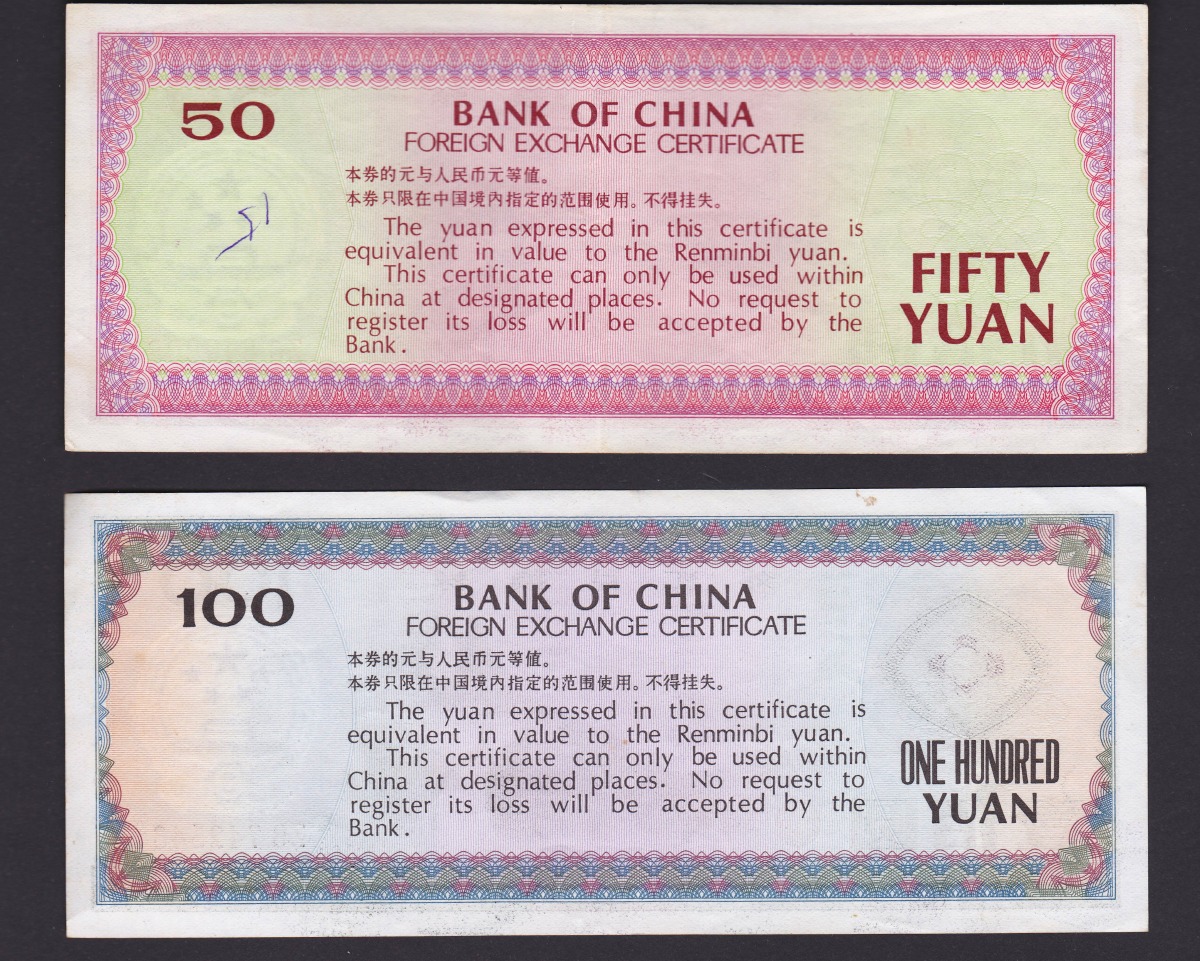 50
BANK OF CHINA
FOREIGN EXCHANGE CERTIFICATE
本券的元与人民币元等值。
本券只限在中国境内指定的范围使用。不得挂失。
The yuan expressed in this certificate is
equivalent in value to the Renminbi yuan.
This certificate can only be used within
China at designated places. No request to
register its loss will be accepted by the
Bank.
FIFTY
YUAN
100
BANK OF CHINA
FOREIGN EXCHANGE CERTIFICATE
本券的元与人民币元等值。
本券只限在中国境内指定的范围使用。不得挂失。
The yuan expressed in this certificate is
equivalent in value to the Renminbi yuan.
This certificate can only be used within
China at designated places. No request to
register its loss will be accepted by the
Bank.
ONE HUNDRED
YUAN